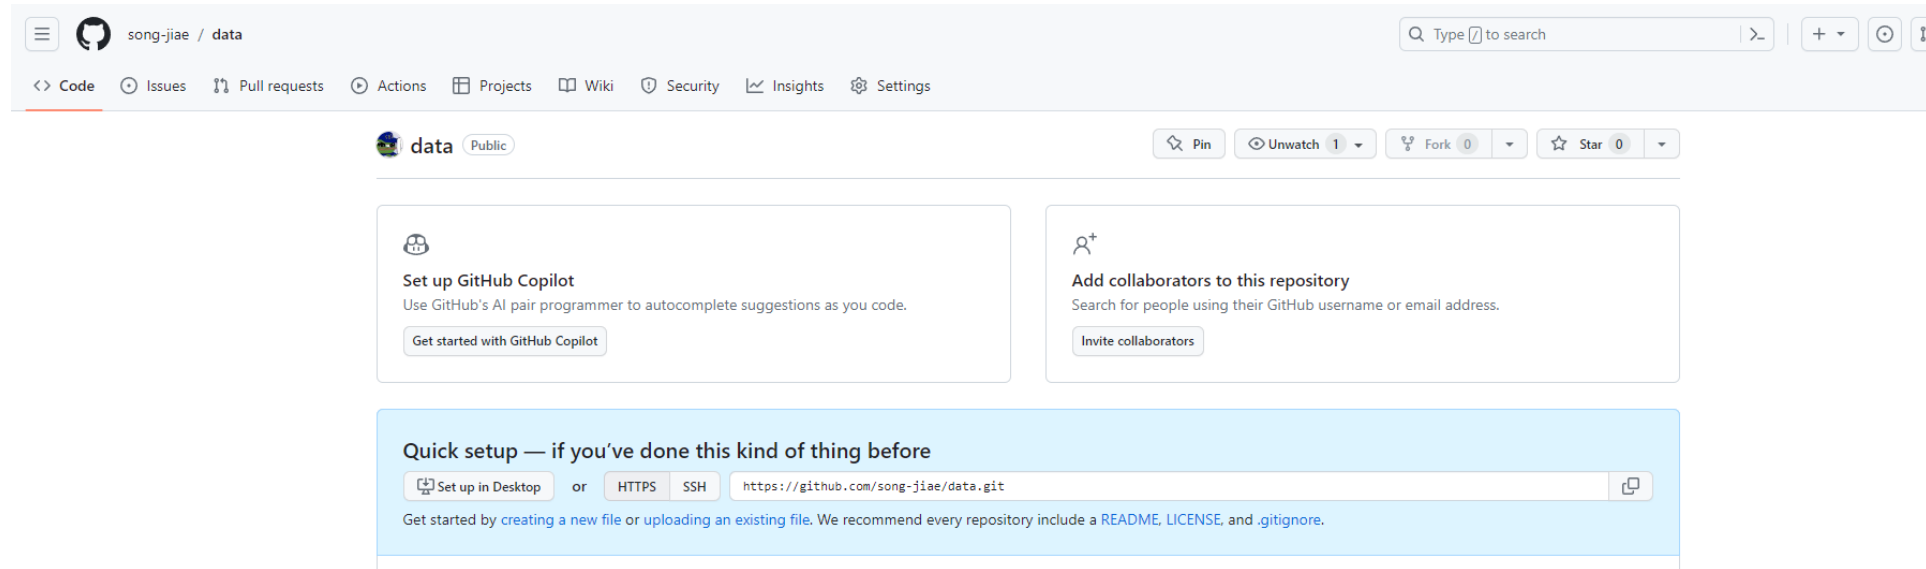 song-jiae / data
Type / to search
Code Issues Pull requests Actions Projects Wiki Security Insights Settings
data Public
Pin Unwatch 1 Fork 0 Star 0
Set up GitHub Copilot
Use GitHub's AI pair programmer to autocomplete suggestions as you code.
Get started with GitHub Copilot
Add collaborators to this repository
Search for people using their GitHub username or email address.
Invite collaborators
Quick setup — if you've done this kind of thing before
Set up in Desktop or HTTPS SSH https://github.com/song-jiae/data.git
Get started by creating a new file or uploading an existing file. We recommend every repository include a README, LICENSE, and .gitignore.